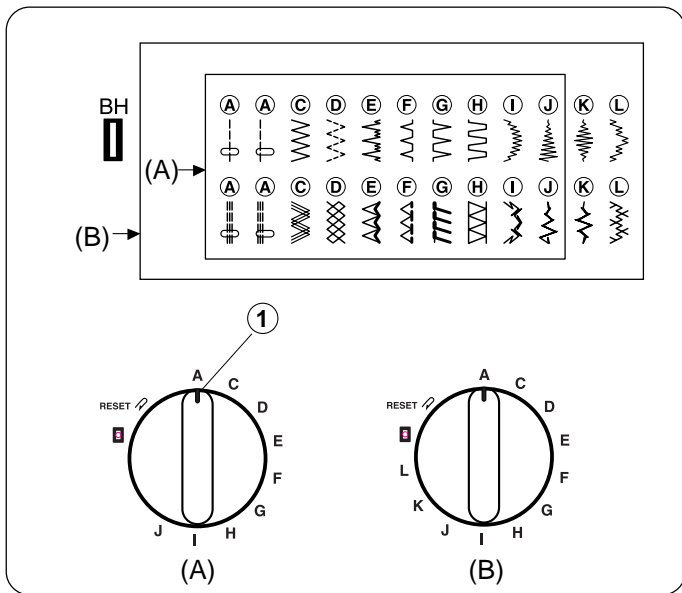 BH
A A C D E F G H I J K L
(A)
A A C D E F G H I J K L
(B)
1
A
C
D
E
F
G
H
I
J
RESET
(A)
A
C
D
E
F
G
H
I
J
K
L
RESET
(B)